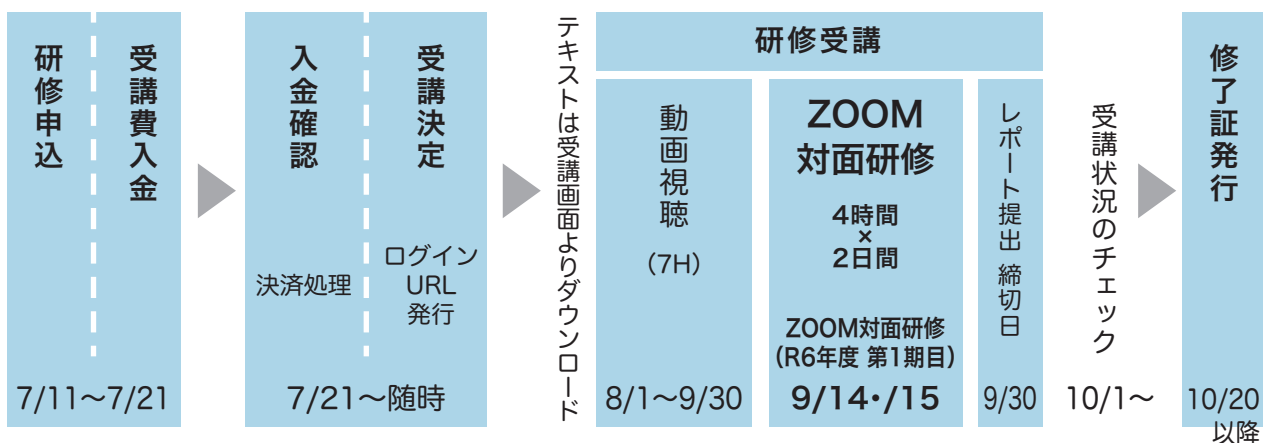 研修申込
受講費入金
7/11〜7/21
入金確認
決済処理
受講決定
ログイン
URL
発行
7/21〜随時
テキストは受講画面よりダウンロード
研修受講
動画視聴
（7H）
8/1〜9/30
ZOOM
対面研修
4時間
×
2日間
ZOOM対面研修
（R6年度 第1期目）
9/14・/15
レポート提出 締切日
9/30
受講状況のチェック
10/1〜
修了証発行
10/20
以降